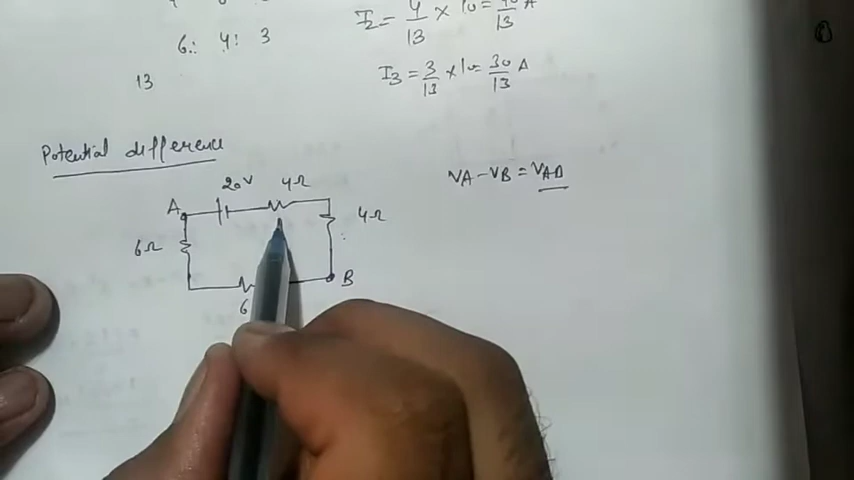 6: 4: 3
13
I2 = 4/13 × 10 = 40/13 A
I3 = 3/13 × 10 = 30/13 A
Potential difference
20V 4Ω
A
4Ω
6Ω
B
6
VA - VB = VAB